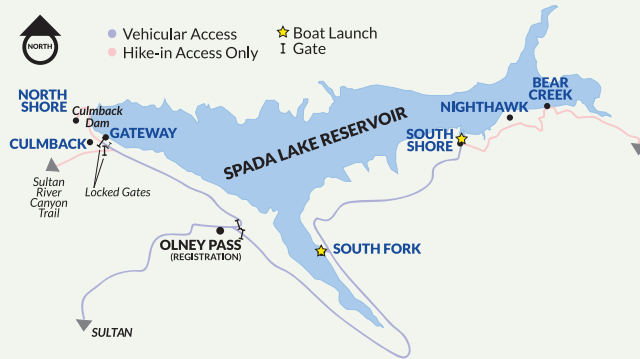 NORTH
Vehicular Access
Hike-in Access Only
Boat Launch
Gate
NORTH
SHORE
Culmback
Dam
CULMBACK
GATEWAY
Sultan
River
Canyon
Trail
Locked Gates
SPADA LAKE RESERVOIR
BEAR
CREEK
NIGHTHAWK
SOUTH
SHORE
OLNEY PASS
(REGISTRATION)
SOUTH FORK
SULTAN